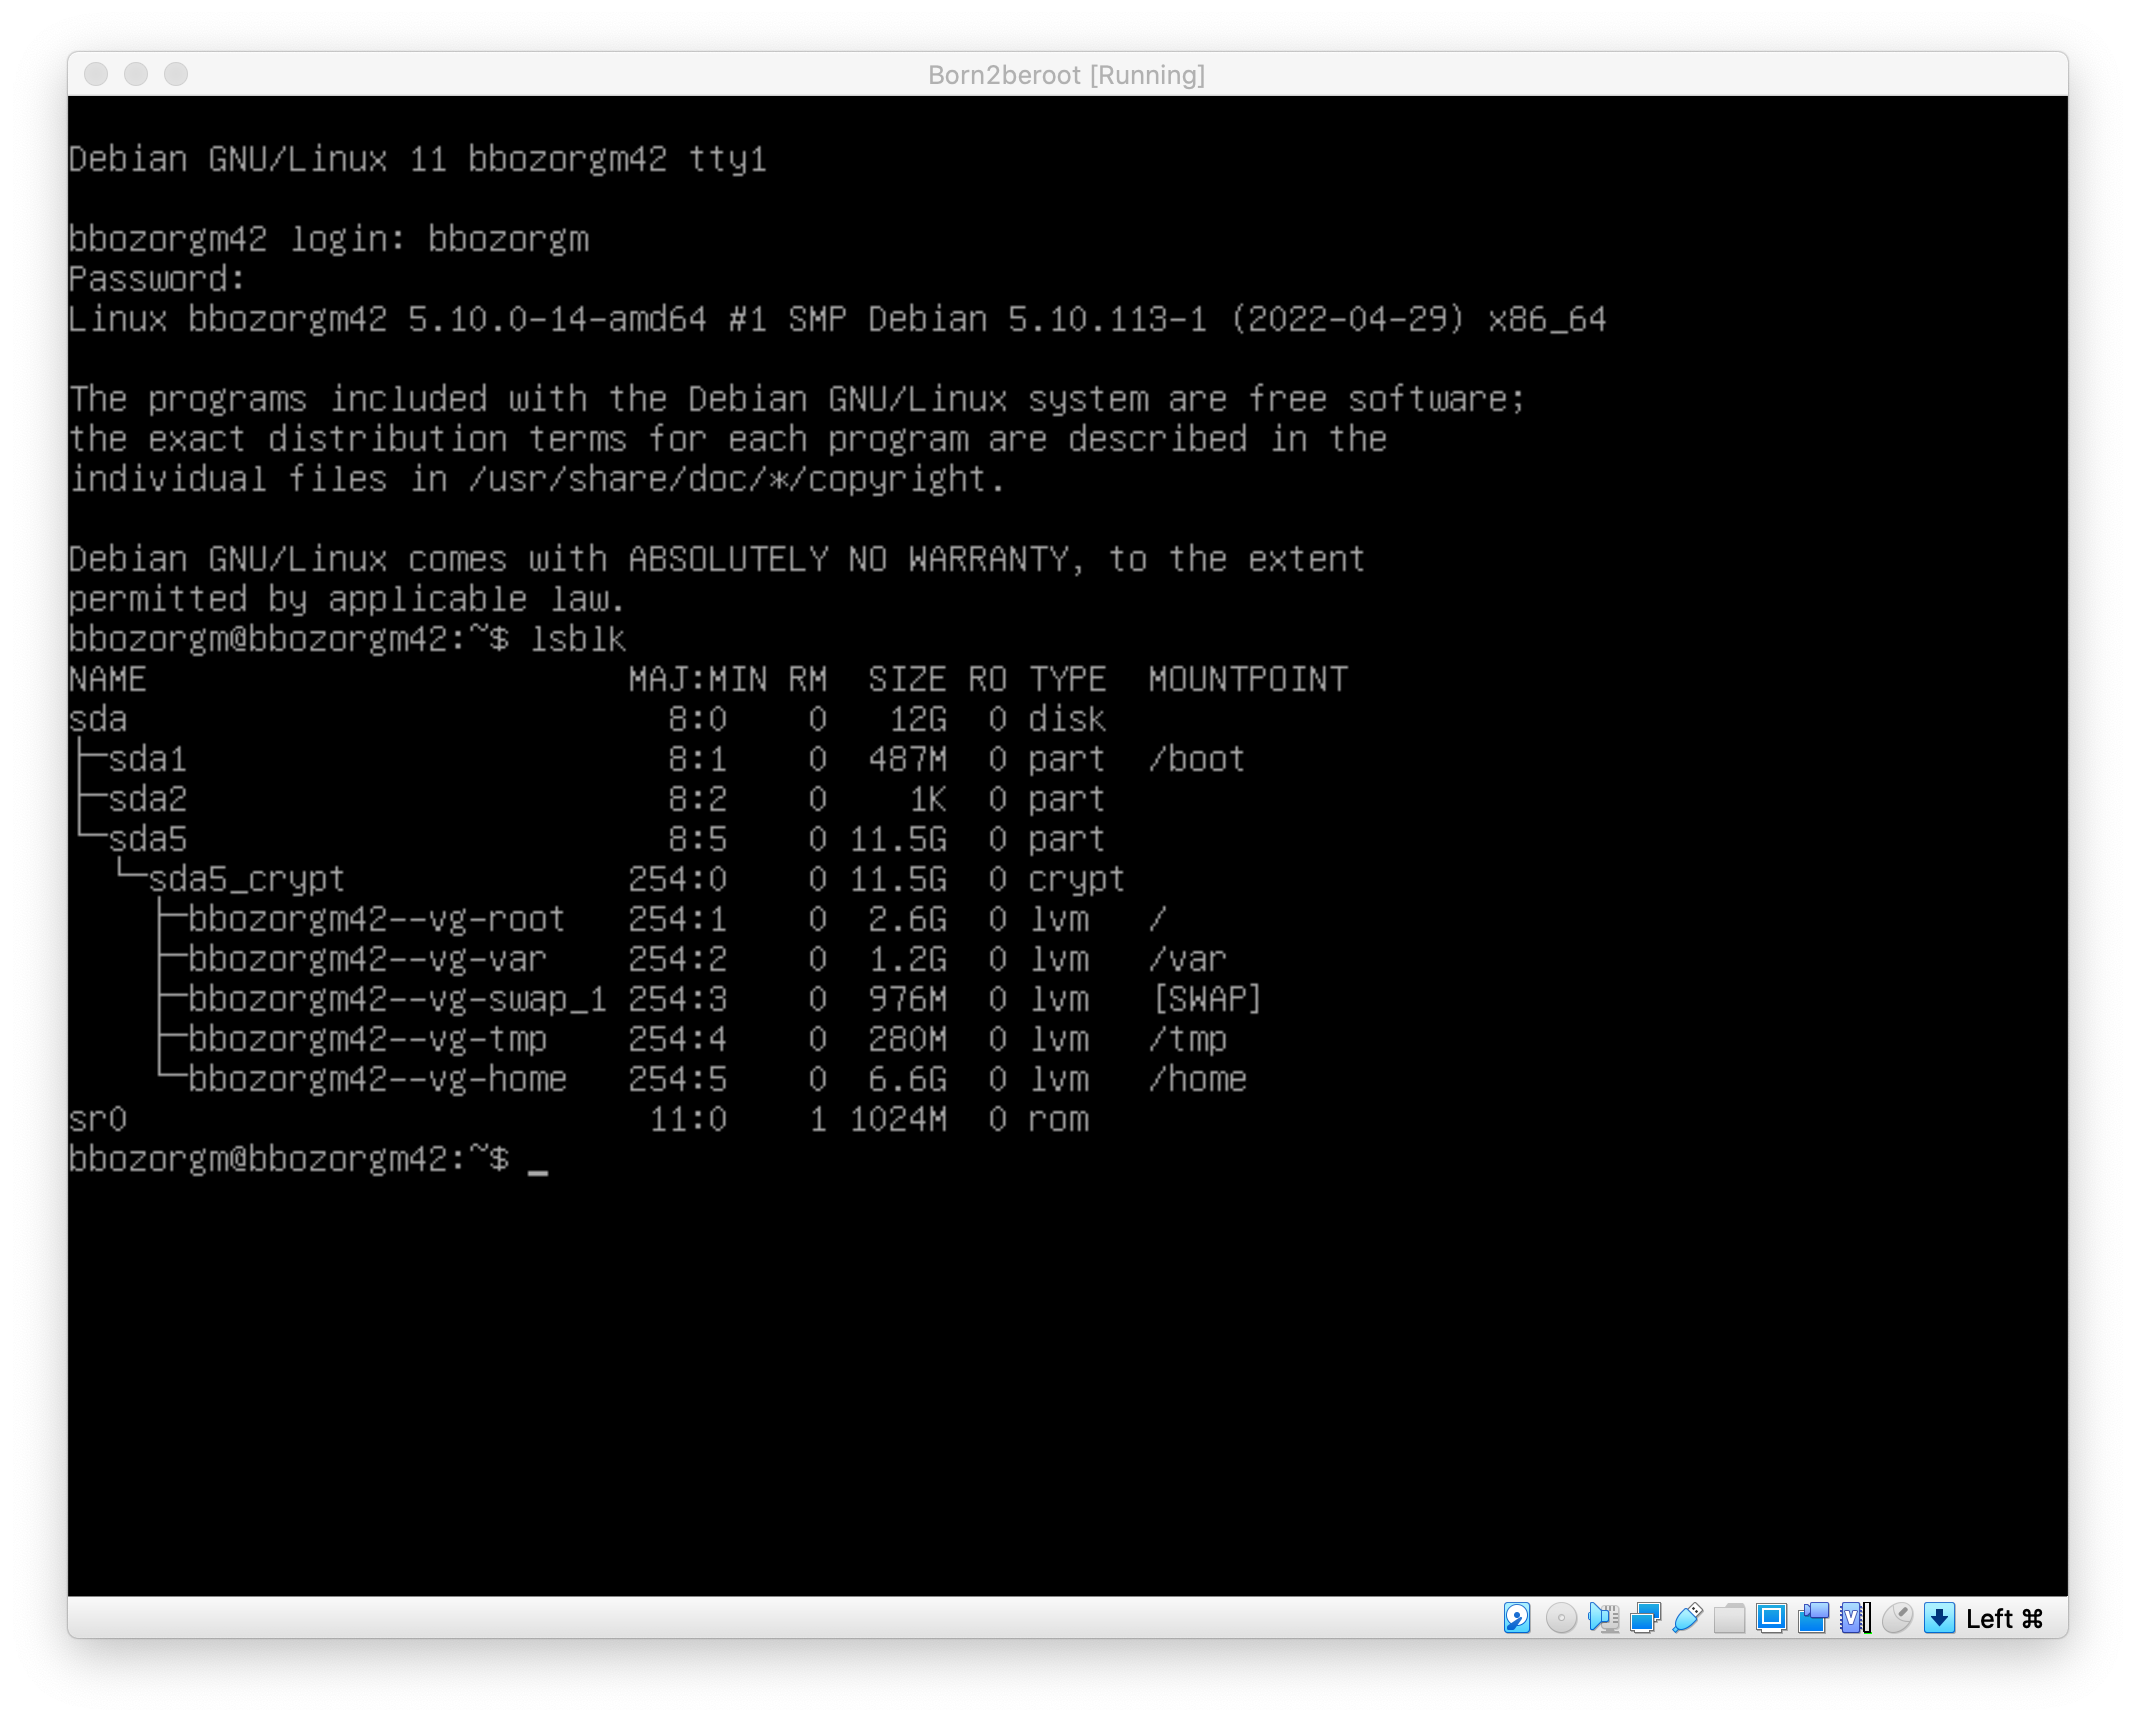 Born2beroot [Running]
Debian GNU/Linux 11 bbozorgm42 tty1
bbozorgm42 login: bbozorgm
Password:
Linux bbozorgm42 5.10.0-14-amd64 #1 SMP Debian 5.10.113-1 (2022-04-29) x86_64
The programs included with the Debian GNU/Linux system are free software;
the exact distribution terms for each program are described in the
individual files in /usr/share/doc/*/copyright.
Debian GNU/Linux comes with ABSOLUTELY NO WARRANTY, to the extent
permitted by applicable law.
bbozorgm@bbozorgm42:~$ lsblk
NAME                        MAJ:MIN RM  SIZE RO TYPE  MOUNTPOINT
sda                           8:0    0   12G  0 disk
├─sda1                        8:1    0  487M  0 part  /boot
├─sda2                        8:2    0    1K  0 part
└─sda5                        8:5    0 11.5G  0 part
  └─sda5_crypt              254:0    0 11.5G  0 crypt
    ├─bbozorgm42--vg-root   254:1    0  2.6G  0 lvm   /
    ├─bbozorgm42--vg-var    254:2    0  1.2G  0 lvm   /var
    ├─bbozorgm42--vg-swap_1 254:3    0  976M  0 lvm   [SWAP]
    ├─bbozorgm42--vg-tmp    254:4    0  280M  0 lvm   /tmp
    └─bbozorgm42--vg-home   254:5    0  6.6G  0 lvm   /home
sr0                          11:0    1 1024M  0 rom
bbozorgm@bbozorgm42:~$ _
Left ⌘